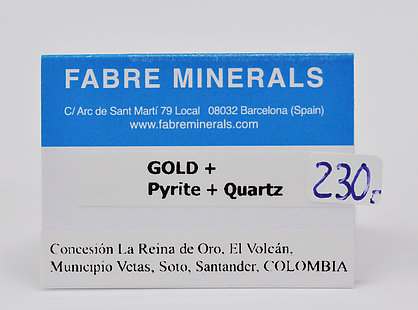 FABRE MINERALS
C/ Arc de Sant Martí 79 Local 08032 Barcelona (Spain)
www.fabreminerals.com
GOLD +
Pyrite + Quartz
230€
Concesión La Reina de Oro, El Volcán,
Municipio Vetas, Soto, Santander, COLOMBIA